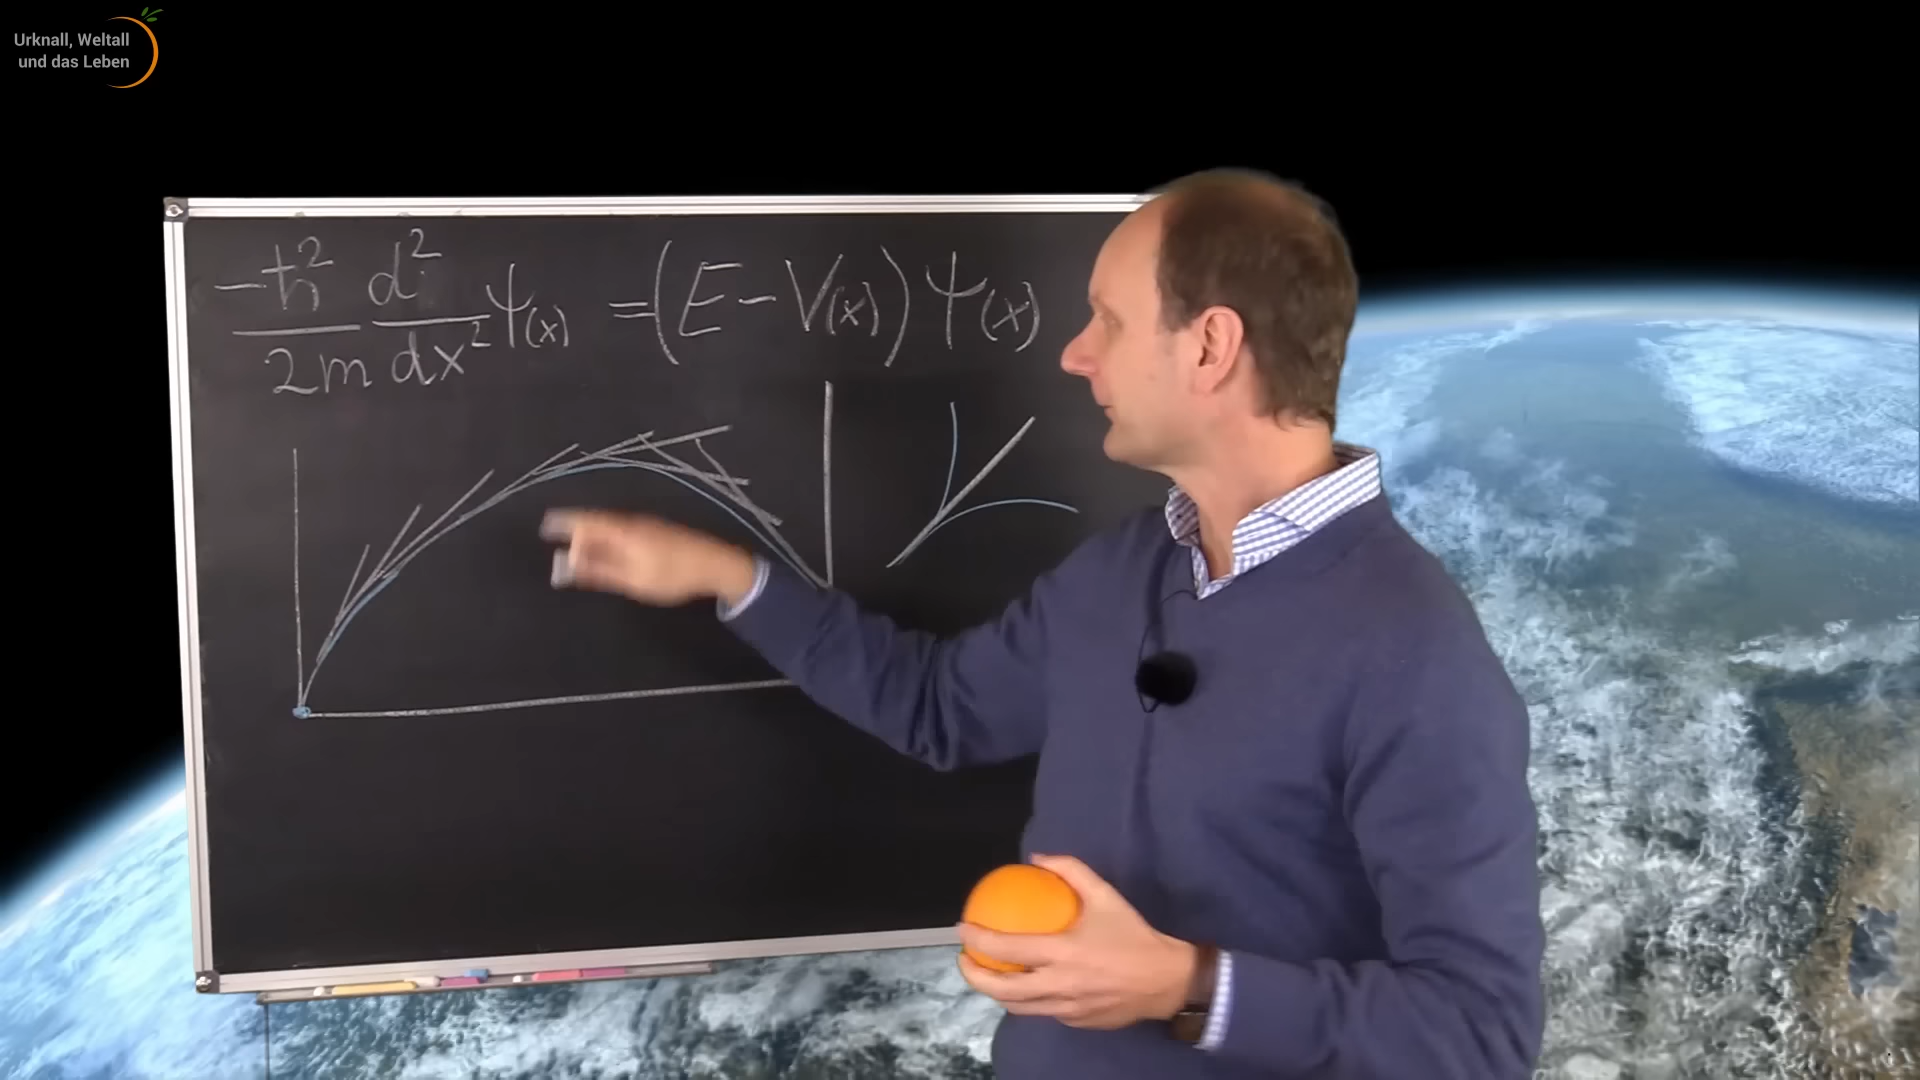 Urknall, Weltall
und das Leben
-ħ²/2m d²/dx² ψ(x) = (E - V(x)) ψ(x)